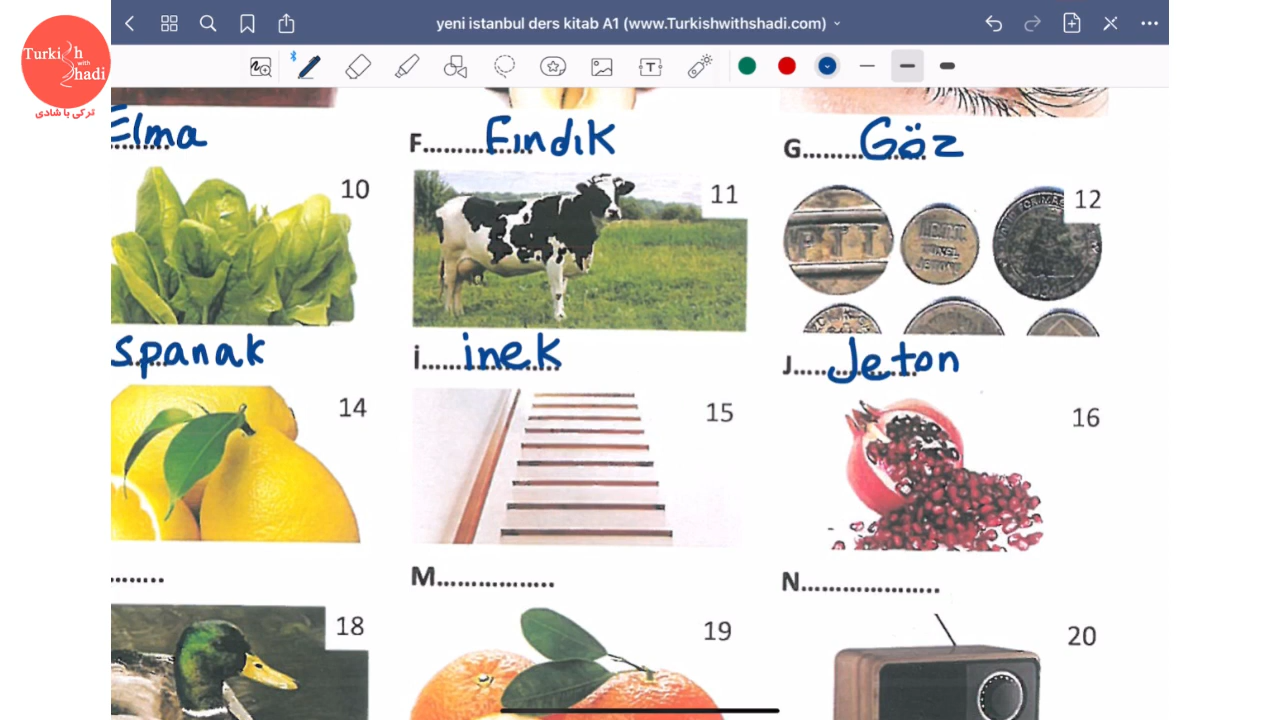 yeni istanbul ders kitab A1 (www.Turkishwithshadi.com)
Turkish
with
Shadi
ترکی با شادی
Elma
F............ Fındık
G............ Göz
10
11
12
PTT
spanak
İ............ inek
J............ Jeton
14
15
16
M...............
N....................
18
19
20